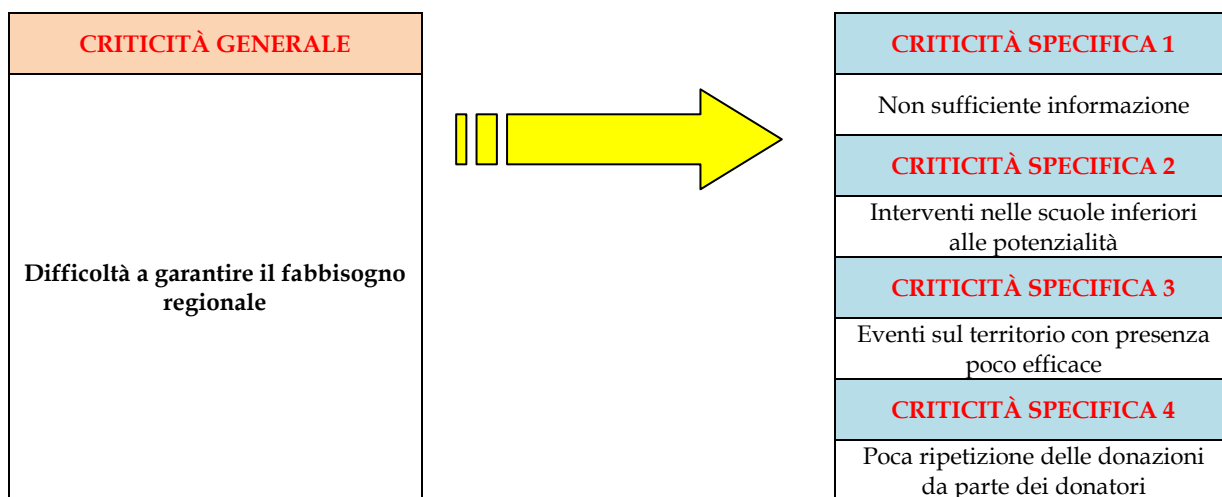 CRITICITÀ GENERALE
Difficoltà a garantire il fabbisogno
regionale
CRITICITÀ SPECIFICA 1
Non sufficiente informazione
CRITICITÀ SPECIFICA 2
Interventi nelle scuole inferiori
alle potenzialità
CRITICITÀ SPECIFICA 3
Eventi sul territorio con presenza
poco efficace
CRITICITÀ SPECIFICA 4
Poca ripetizione delle donazioni
da parte dei donatori